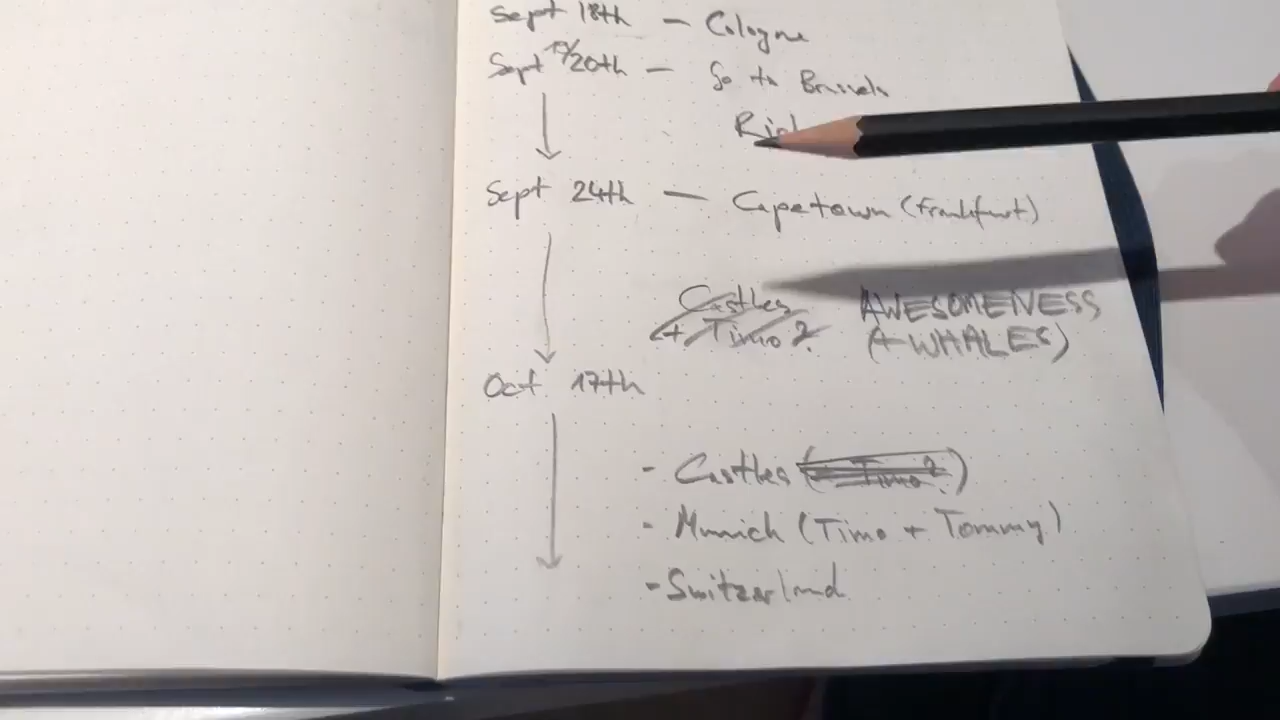 Sept 18th — Cologne
Sept 19/20th — Go to Brussels
Sept 24th — Capetown (Frankfurt)
Castles AWESOMENESS
+ Timo? (+ WHALES)
Oct 17th
- Castles (+ Timo?)
- Munich (Timo + Tommy)
- Switzerland